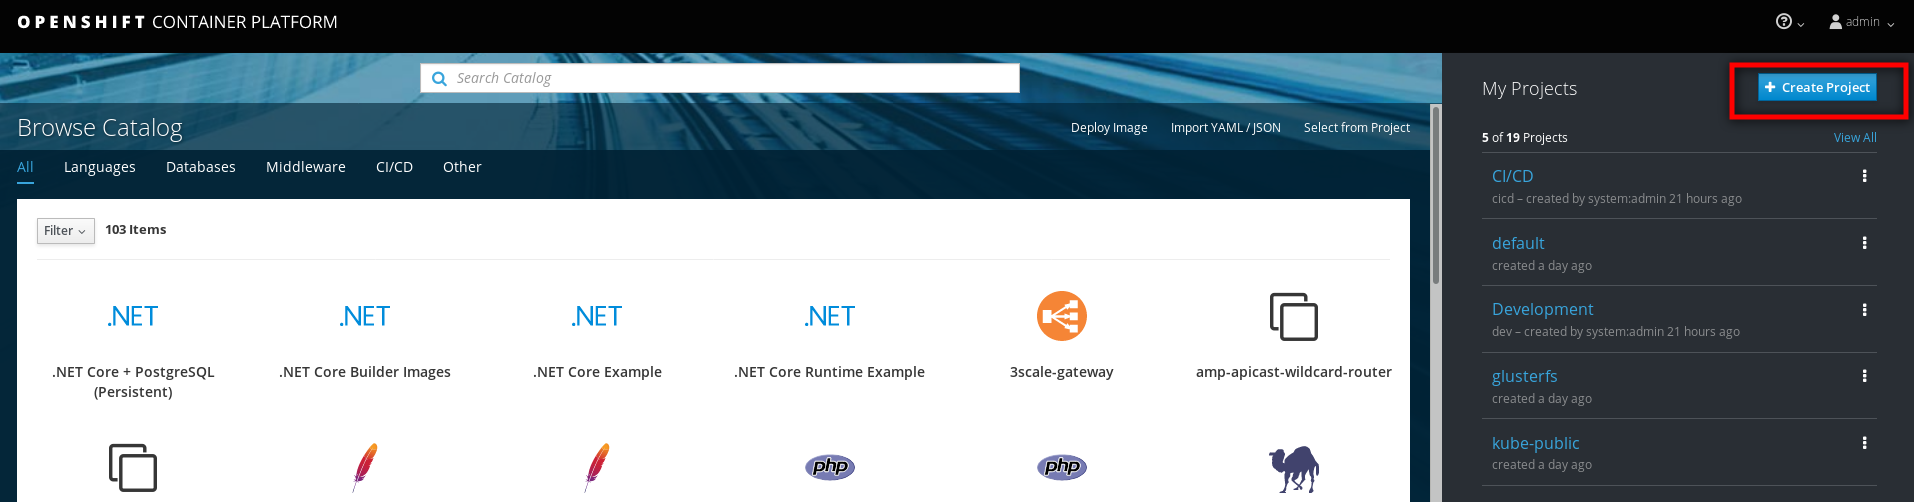 OPENSHIFT CONTAINER PLATFORM
admin
Search Catalog
My Projects
Create Project
Browse Catalog
Deploy Image
Import YAML / JSON
Select from Project
5 of 19 Projects
View All
All
Languages
Databases
Middleware
CI/CD
Other
CI/CD
cicd – created by system:admin 21 hours ago
default
created a day ago
Development
dev – created by system:admin 21 hours ago
glusterfs
created a day ago
kube-public
created a day ago
Filter
103 Items
.NET
.NET
.NET
.NET
.NET Core + PostgreSQL
(Persistent)
.NET Core Builder Images
.NET Core Example
.NET Core Runtime Example
3scale-gateway
amp-apicast-wildcard-router
php
php